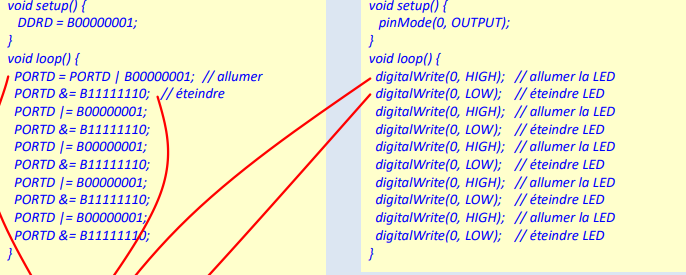 void setup() {
DDRD = B00000001;
}
void loop() {
PORTD = PORTD | B00000001; // allumer
PORTD &= B11111110; // éteindre
PORTD |= B00000001;
PORTD &= B11111110;
PORTD |= B00000001;
PORTD &= B11111110;
PORTD |= B00000001;
PORTD &= B11111110;
PORTD |= B00000001;
PORTD &= B11111110;
}
void setup() {
pinMode(0, OUTPUT);
}
void loop() {
digitalWrite(0, HIGH); // allumer la LED
digitalWrite(0, LOW); // éteindre LED
digitalWrite(0, HIGH); // allumer la LED
digitalWrite(0, LOW); // éteindre LED
digitalWrite(0, HIGH); // allumer la LED
digitalWrite(0, LOW); // éteindre LED
digitalWrite(0, HIGH); // allumer la LED
digitalWrite(0, LOW); // éteindre LED
digitalWrite(0, HIGH); // allumer la LED
digitalWrite(0, LOW); // éteindre LED
}